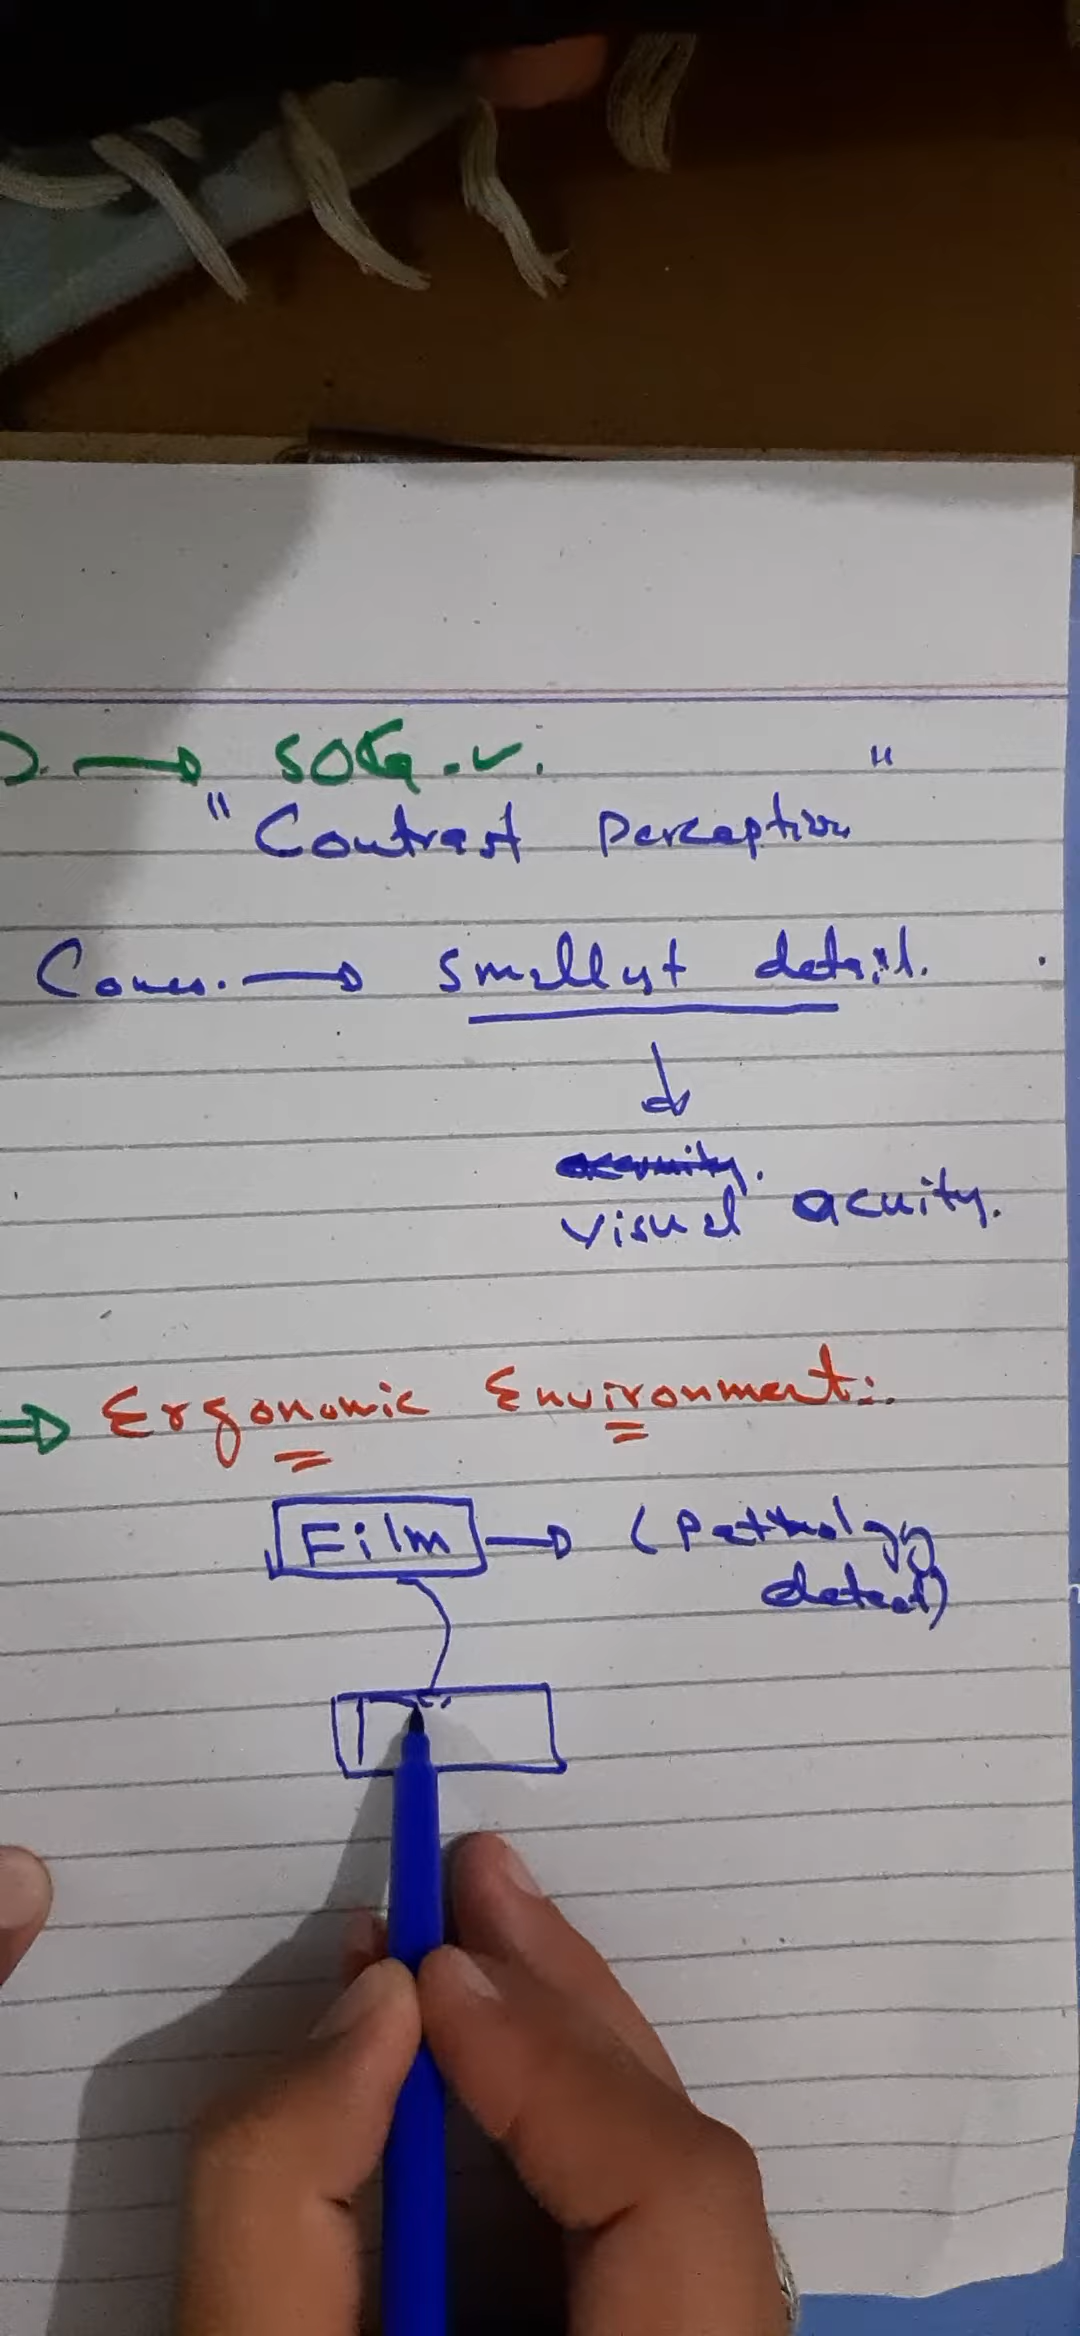 → SOG.V.
"Contrast Perception"
Cones. → smallest detail.
visual acuity.
⇒ Ergonomic Environment:.
Film → (Pathology
detect)